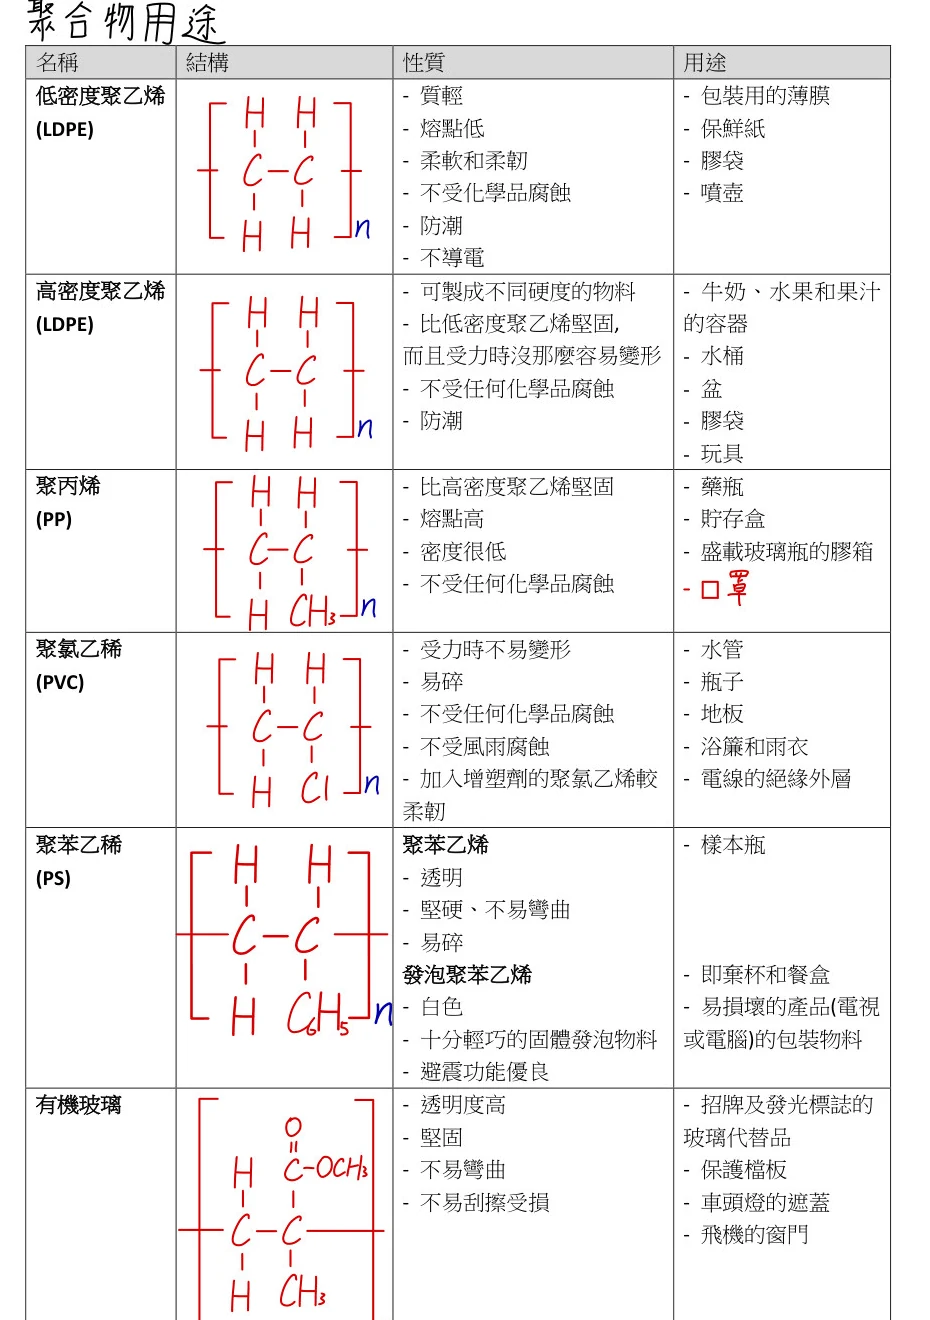 聚合物用途
名稱 結構 性質 用途
低密度聚乙烯
(LDPE)
H H
C-C
H H
n
- 質輕
- 熔點低
- 柔軟和柔韌
- 不受化學品腐蝕
- 防潮
- 不導電
- 包裝用的薄膜
- 保鮮紙
- 膠袋
- 噴壺
高密度聚乙烯
(LDPE)
H H
C-C
H H
n
- 可製成不同硬度的物料
- 比低密度聚乙烯堅固,
而且受力時沒那麼容易變形
- 不受任何化學品腐蝕
- 防潮
- 牛奶、水果和果汁
的容器
- 水桶
- 盆
- 膠袋
- 玩具
聚丙烯
(PP)
H H
C-C
H CH₃
n
- 比高密度聚乙烯堅固
- 熔點高
- 密度很低
- 不受任何化學品腐蝕
- 藥瓶
- 貯存盒
- 盛載玻璃瓶的膠箱
- 口罩
聚氯乙稀
(PVC)
H H
C-C
H Cl
n
- 受力時不易變形
- 易碎
- 不受任何化學品腐蝕
- 不受風雨腐蝕
- 加入增塑劑的聚氯乙烯較
柔韌
- 水管
- 瓶子
- 地板
- 浴簾和雨衣
- 電線的絕緣外層
聚苯乙稀
(PS)
H H
C-C
H C₆H₅
n
聚苯乙烯
- 透明
- 堅硬、不易彎曲
- 易碎
發泡聚苯乙烯
- 白色
- 十分輕巧的固體發泡物料
- 避震功能優良
- 樣本瓶
- 即棄杯和餐盒
- 易損壞的產品(電視
或電腦)的包裝物料
有機玻璃
O
H C-OCH₃
C-C
H CH₃
- 透明度高
- 堅固
- 不易彎曲
- 不易刮擦受損
- 招牌及發光標誌的
玻璃代替品
- 保護檔板
- 車頭燈的遮蓋
- 飛機的窗門